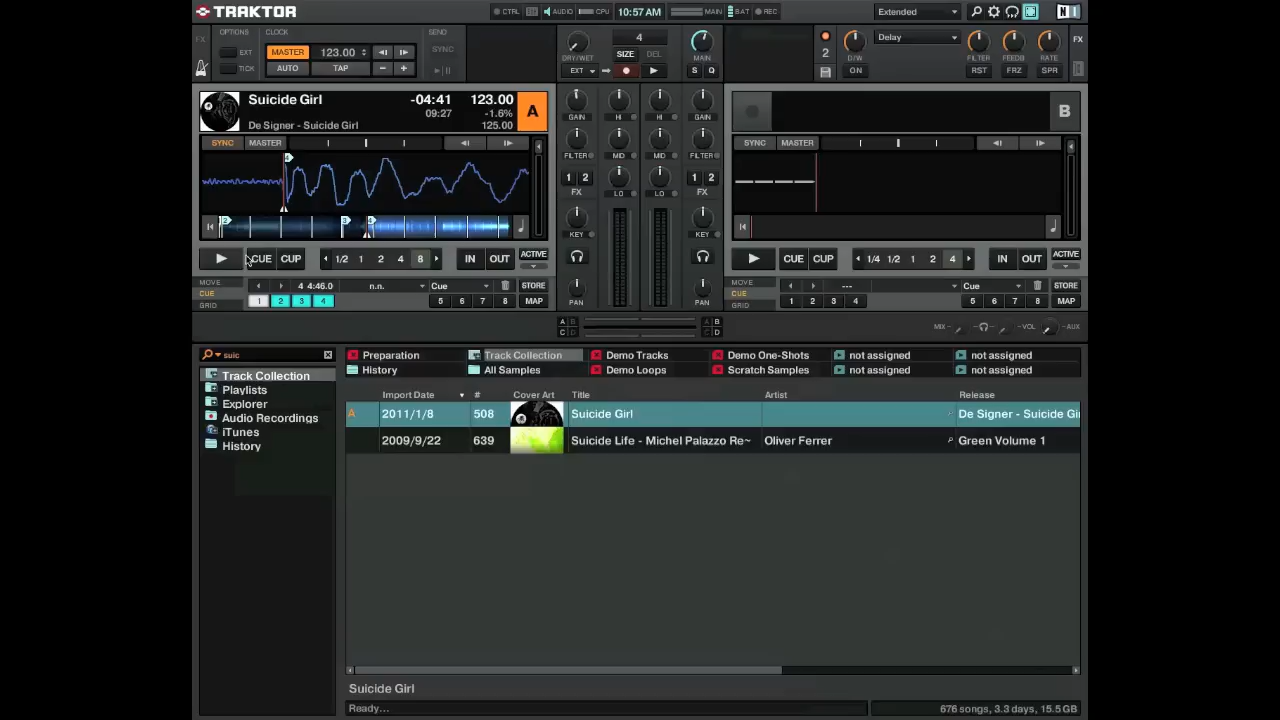 TRAKTOR
CTRL AUDIO CPU 10:57 AM MAIN BAT REC Extended
FX OPTIONS CLOCK SEND
EXT MASTER 123.00 SYNC
TICK AUTO TAP − +
DRY/WET 4 MAIN
SIZE DEL
EXT S Q
2 D/W Delay FILTER FEEDB RATE FX
ON RST FRZ SPR
Suicide Girl -04:41 123.00 A
09:27 -1.6%
De Signer - Suicide Girl 125.00
SYNC MASTER
4
2 3 4
CUE CUP 1/2 1 2 4 8 IN OUT ACTIVE
MOVE 4 4:46.0 n.n. Cue STORE
CUE
GRID 1 2 3 4 5 6 7 8 MAP
GAIN HI HI GAIN
FILTER MID MID FILTER
1 2 LO LO 1 2
FX FX
KEY KEY
PAN PAN
B
SYNC MASTER
CUE CUP 1/4 1/2 1 2 4 IN OUT ACTIVE
MOVE --- Cue STORE
CUE
GRID 1 2 3 4 5 6 7 8 MAP
A B A B
C D C D
MIX VOL AUX
suic
Track Collection
Playlists
Explorer
Audio Recordings
iTunes
History
Preparation Track Collection Demo Tracks Demo One-Shots not assigned not assigned
History All Samples Demo Loops Scratch Samples not assigned not assigned
Import Date # Cover Art Title Artist Release
A 2011/1/8 508 Suicide Girl De Signer - Suicide Gir
2009/9/22 639 Suicide Life - Michel Palazzo Re~ Oliver Ferrer Green Volume 1
Suicide Girl
Ready... 676 songs, 3.3 days, 15.5 GB